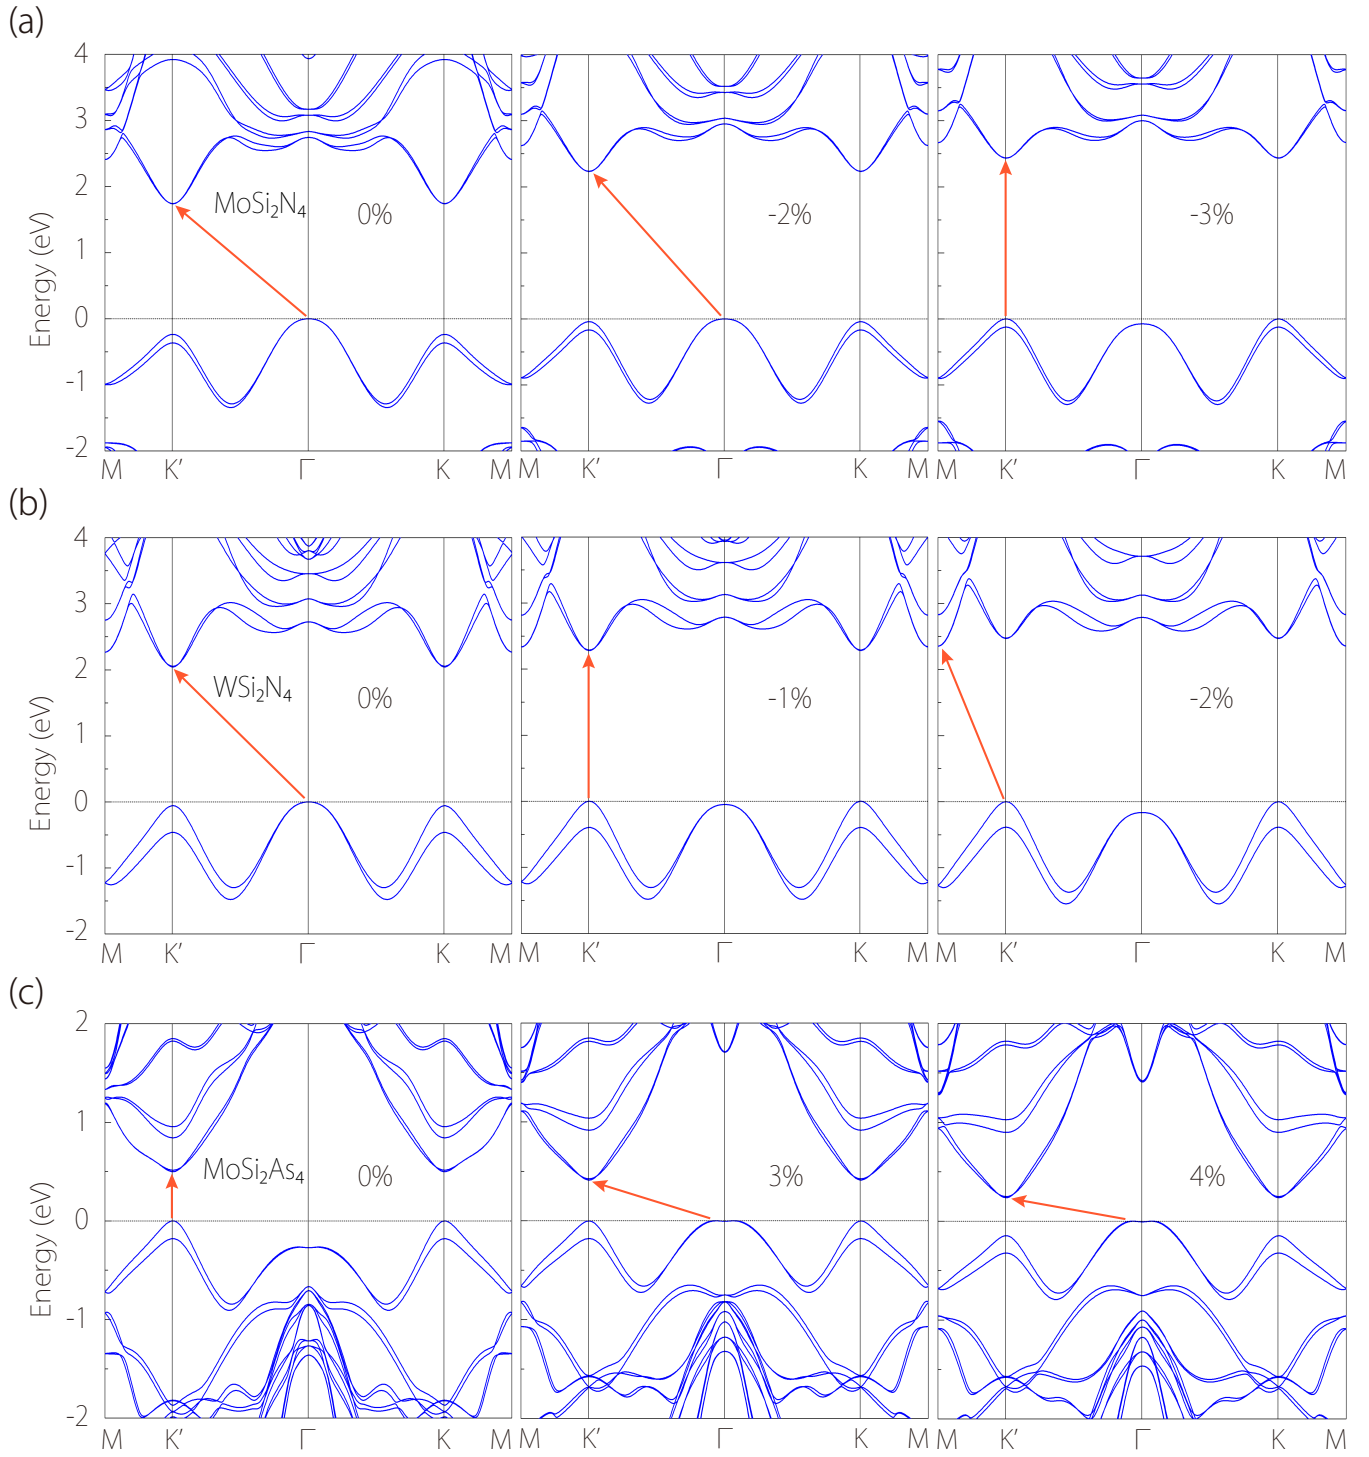 (a)
4
3
2
1
0
-1
-2
Energy (eV)
MoSi₂N₄
0%
-2%
-3%
M K′ Γ K M
M K′ Γ K M
M K′ Γ K M
(b)
4
3
2
1
0
-1
-2
Energy (eV)
WSi₂N₄
0%
-1%
-2%
M K′ Γ K M
M K′ Γ K M
M K′ Γ K M
(c)
2
1
0
-1
-2
Energy (eV)
MoSi₂As₄
0%
3%
4%
M K′ Γ K M
M K′ Γ K M
M K′ Γ K M